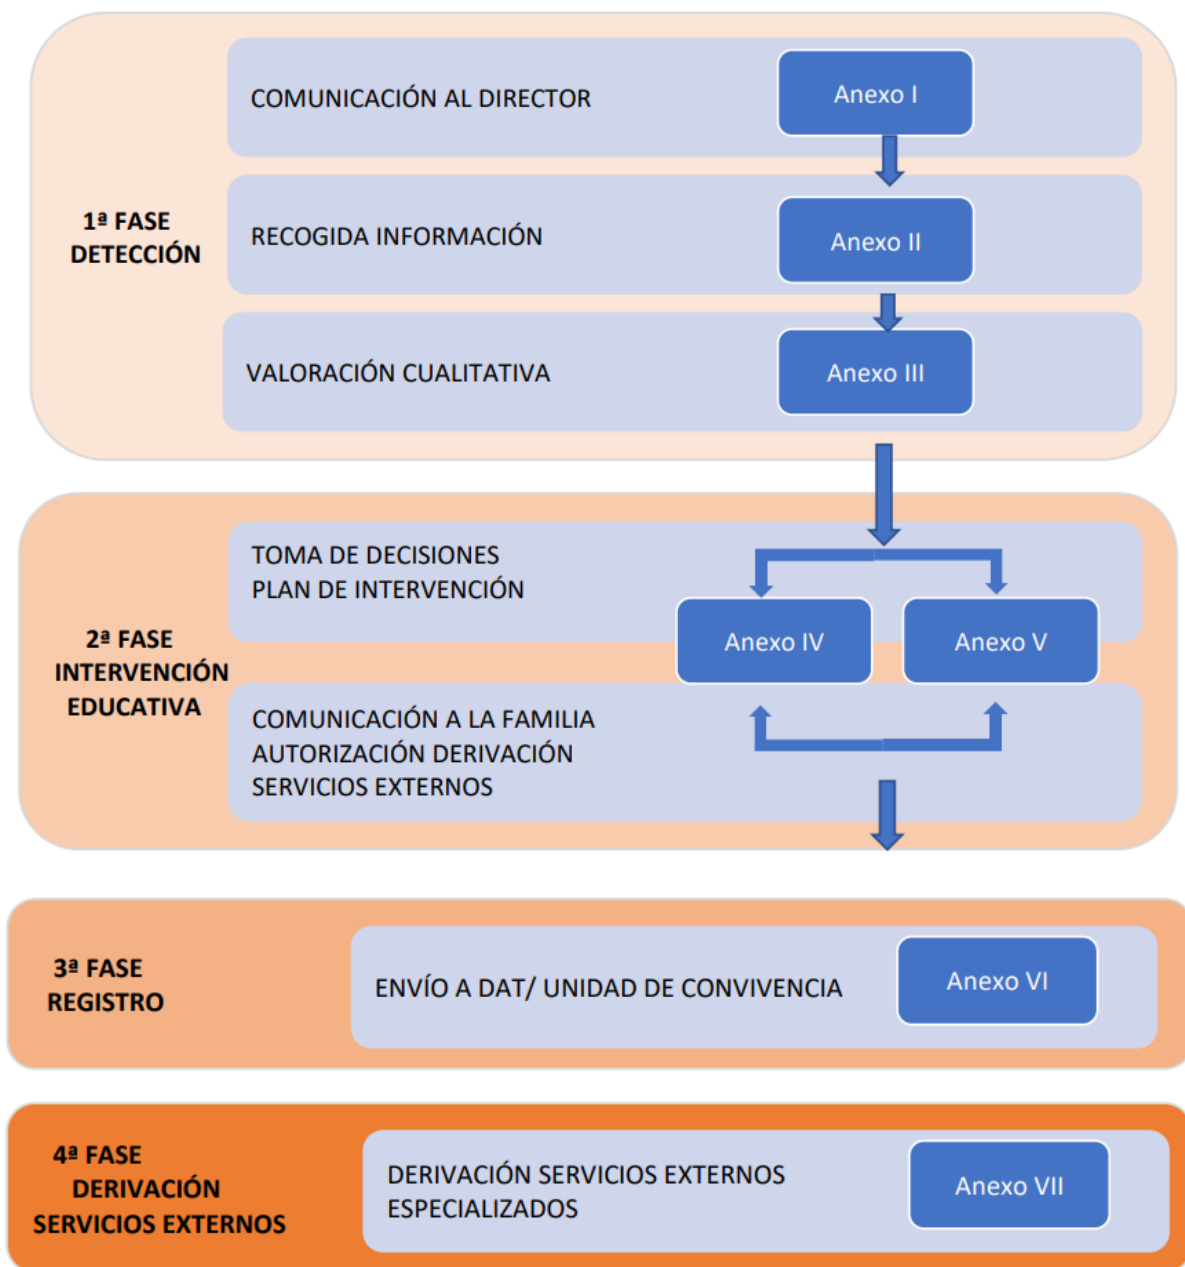 1ª FASE
DETECCIÓN
COMUNICACIÓN AL DIRECTOR
Anexo I
RECOGIDA INFORMACIÓN
Anexo II
VALORACIÓN CUALITATIVA
Anexo III
2ª FASE
INTERVENCIÓN
EDUCATIVA
TOMA DE DECISIONES
PLAN DE INTERVENCIÓN
Anexo IV
Anexo V
COMUNICACIÓN A LA FAMILIA
AUTORIZACIÓN DERIVACIÓN
SERVICIOS EXTERNOS
3ª FASE
REGISTRO
ENVÍO A DAT/ UNIDAD DE CONVIVENCIA
Anexo VI
4ª FASE
DERIVACIÓN
SERVICIOS EXTERNOS
DERIVACIÓN SERVICIOS EXTERNOS
ESPECIALIZADOS
Anexo VII